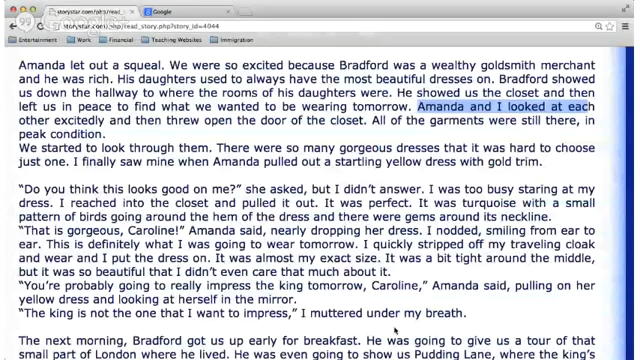 storystar.com/php/read_story.p
Google
storystar.com/php/read_story.php?story_id=4044
Entertainment Work Financial Teaching Websites Immigration
Amanda let out a squeal. We were so excited because Bradford was a wealthy goldsmith merchant
and he was rich. His daughters used to always have the most beautiful dresses on. Bradford showed
us down the hallway to where the rooms of his daughters were. He showed us the closet and then
left us in peace to find what we wanted to be wearing tomorrow. Amanda and I looked at each
other excitedly and then threw open the door of the closet. All of the garments were still there, in
peak condition.
We started to look through them. There were so many gorgeous dresses that it was hard to choose
just one. I finally saw mine when Amanda pulled out a startling yellow dress with gold trim.
“Do you think this looks good on me?” she asked, but I didn’t answer. I was too busy staring at my
dress. I reached into the closet and pulled it out. It was perfect. It was turquoise with a small
pattern of birds going around the hem of the dress and there were gems around its neckline.
“That is gorgeous, Caroline!” Amanda said, nearly dropping her dress. I nodded, smiling from ear to
ear. This is definitely what I was going to wear tomorrow. I quickly stripped off my traveling cloak
and wear and I put the dress on. It was almost my exact size. It was a bit tight around the middle,
but it was so beautiful that I didn’t even care that much about it.
“You’re probably going to really impress the king tomorrow, Caroline,” Amanda said, pulling on her
yellow dress and looking at herself in the mirror.
“The king is not the one that I want to impress,” I muttered under my breath.
The next morning, Bradford got us up early for breakfast. He was going to give us a tour of that
small part of London where he lived. He was even going to show us Pudding Lane, where the king’s